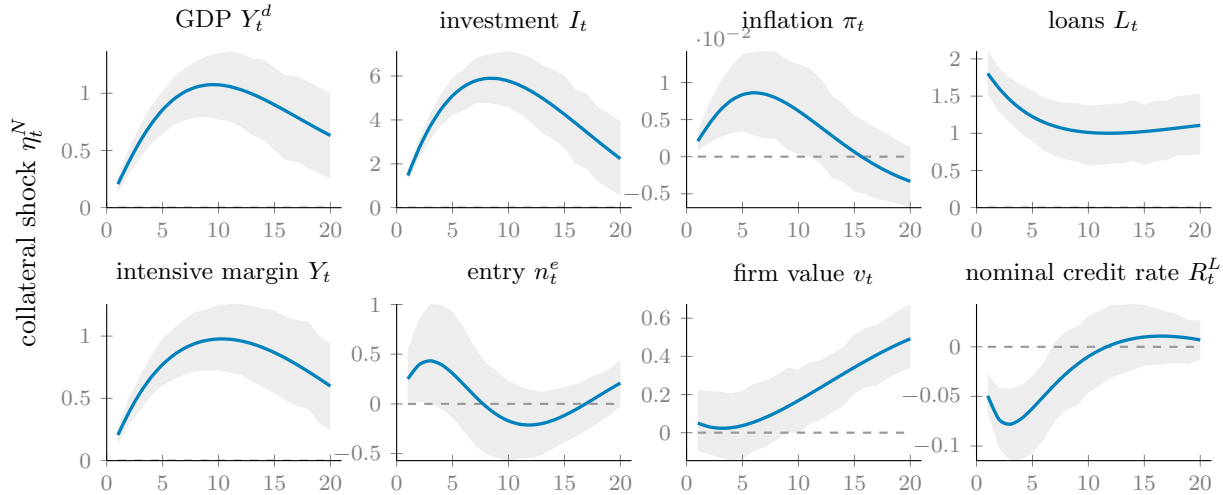 GDP $Y_t^d$
investment $I_t$
inflation $\pi_t$
loans $L_t$
collateral shock $\eta_t^N$
0 0.5 1
0 5 10 15 20
0 2 4 6
0 5 10 15 20
·10⁻²
−0.5 0 0.5 1
0 5 10 15 20
0 0.5 1 1.5 2
0 5 10 15 20
intensive margin $Y_t$
entry $n_t^e$
firm value $v_t$
nominal credit rate $R_t^L$
0 0.5 1
0 5 10 15 20
−0.5 0 0.5 1
0 5 10 15 20
0 0.2 0.4 0.6
0 5 10 15 20
−0.1 −0.05 0
0 5 10 15 20